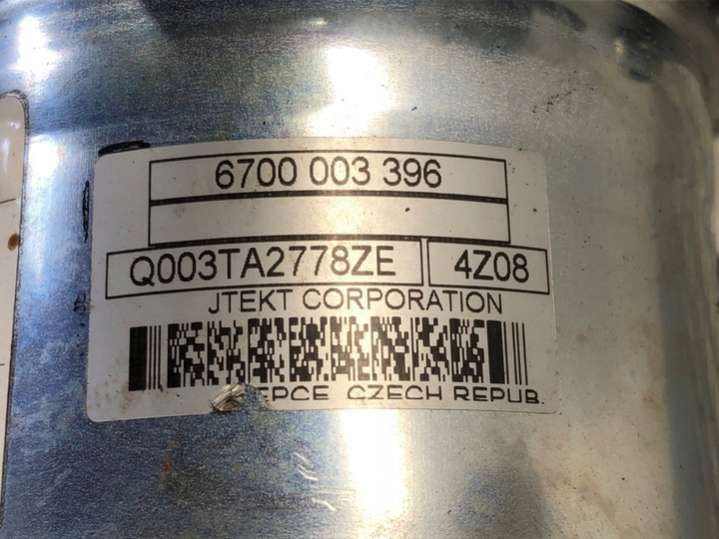 6700 003 396
Q003TA2778ZE 4Z08
JTEKT CORPORATION
CZECH REPUB.